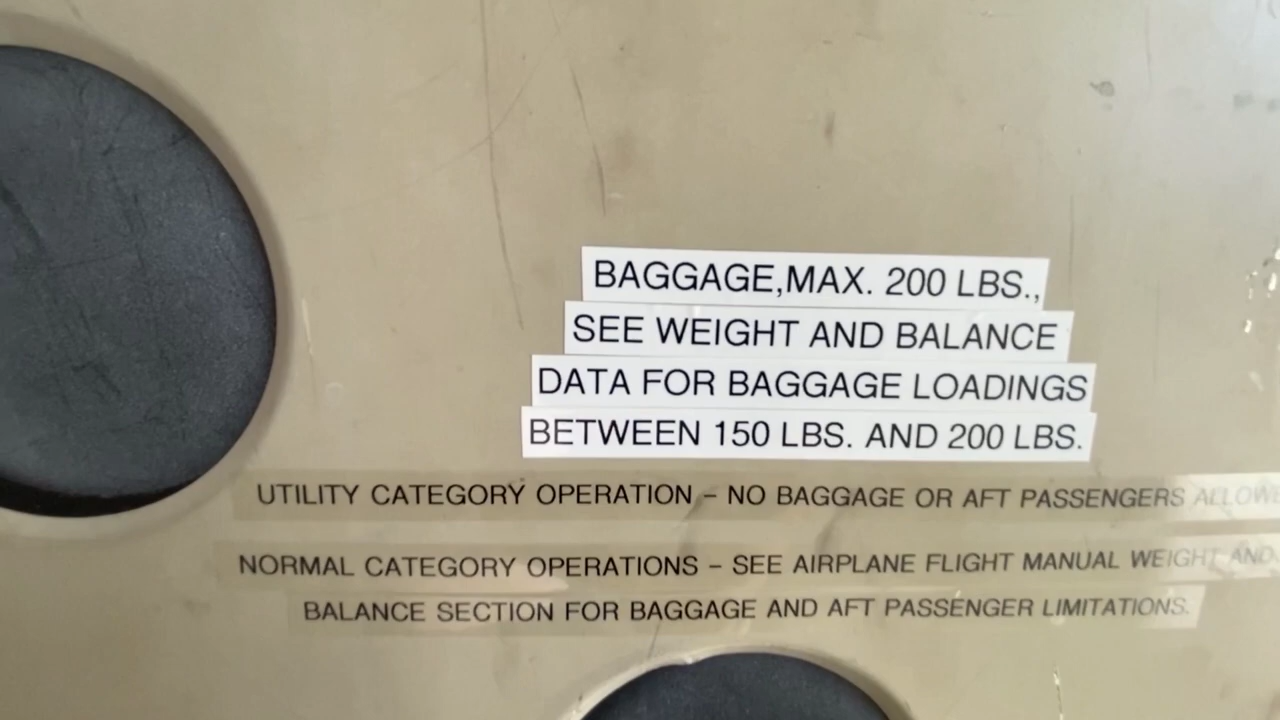 BAGGAGE,MAX. 200 LBS.,
SEE WEIGHT AND BALANCE
DATA FOR BAGGAGE LOADINGS
BETWEEN 150 LBS. AND 200 LBS.
UTILITY CATEGORY OPERATION – NO BAGGAGE OR AFT PASSENGERS ALLOWE
NORMAL CATEGORY OPERATIONS – SEE AIRPLANE FLIGHT MANUAL WEIGHT AND
BALANCE SECTION FOR BAGGAGE AND AFT PASSENGER LIMITATIONS.